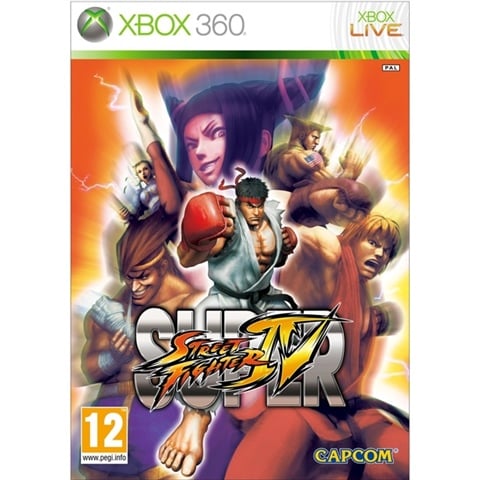 XBOX 360.
XBOX
LIVE
PAL
SUPER
STREET
FIGHTER IV
12
www.pegi.info
CAPCOM